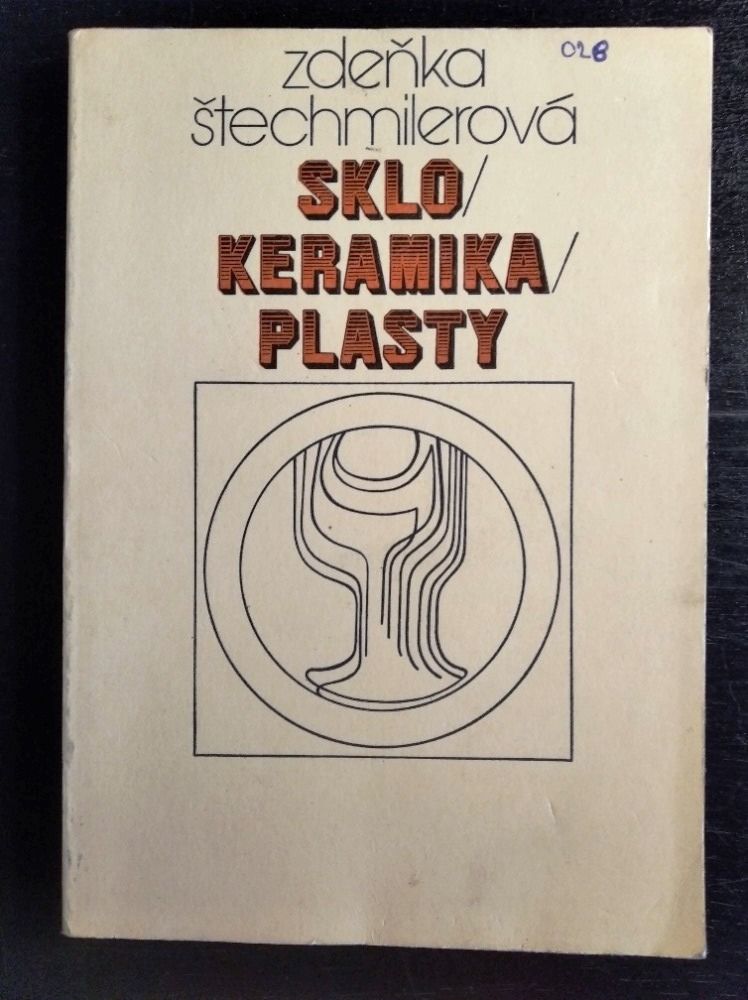 zdeňka
028
štechmilerová
SKLO/
KERAMIKA/
PLASTY